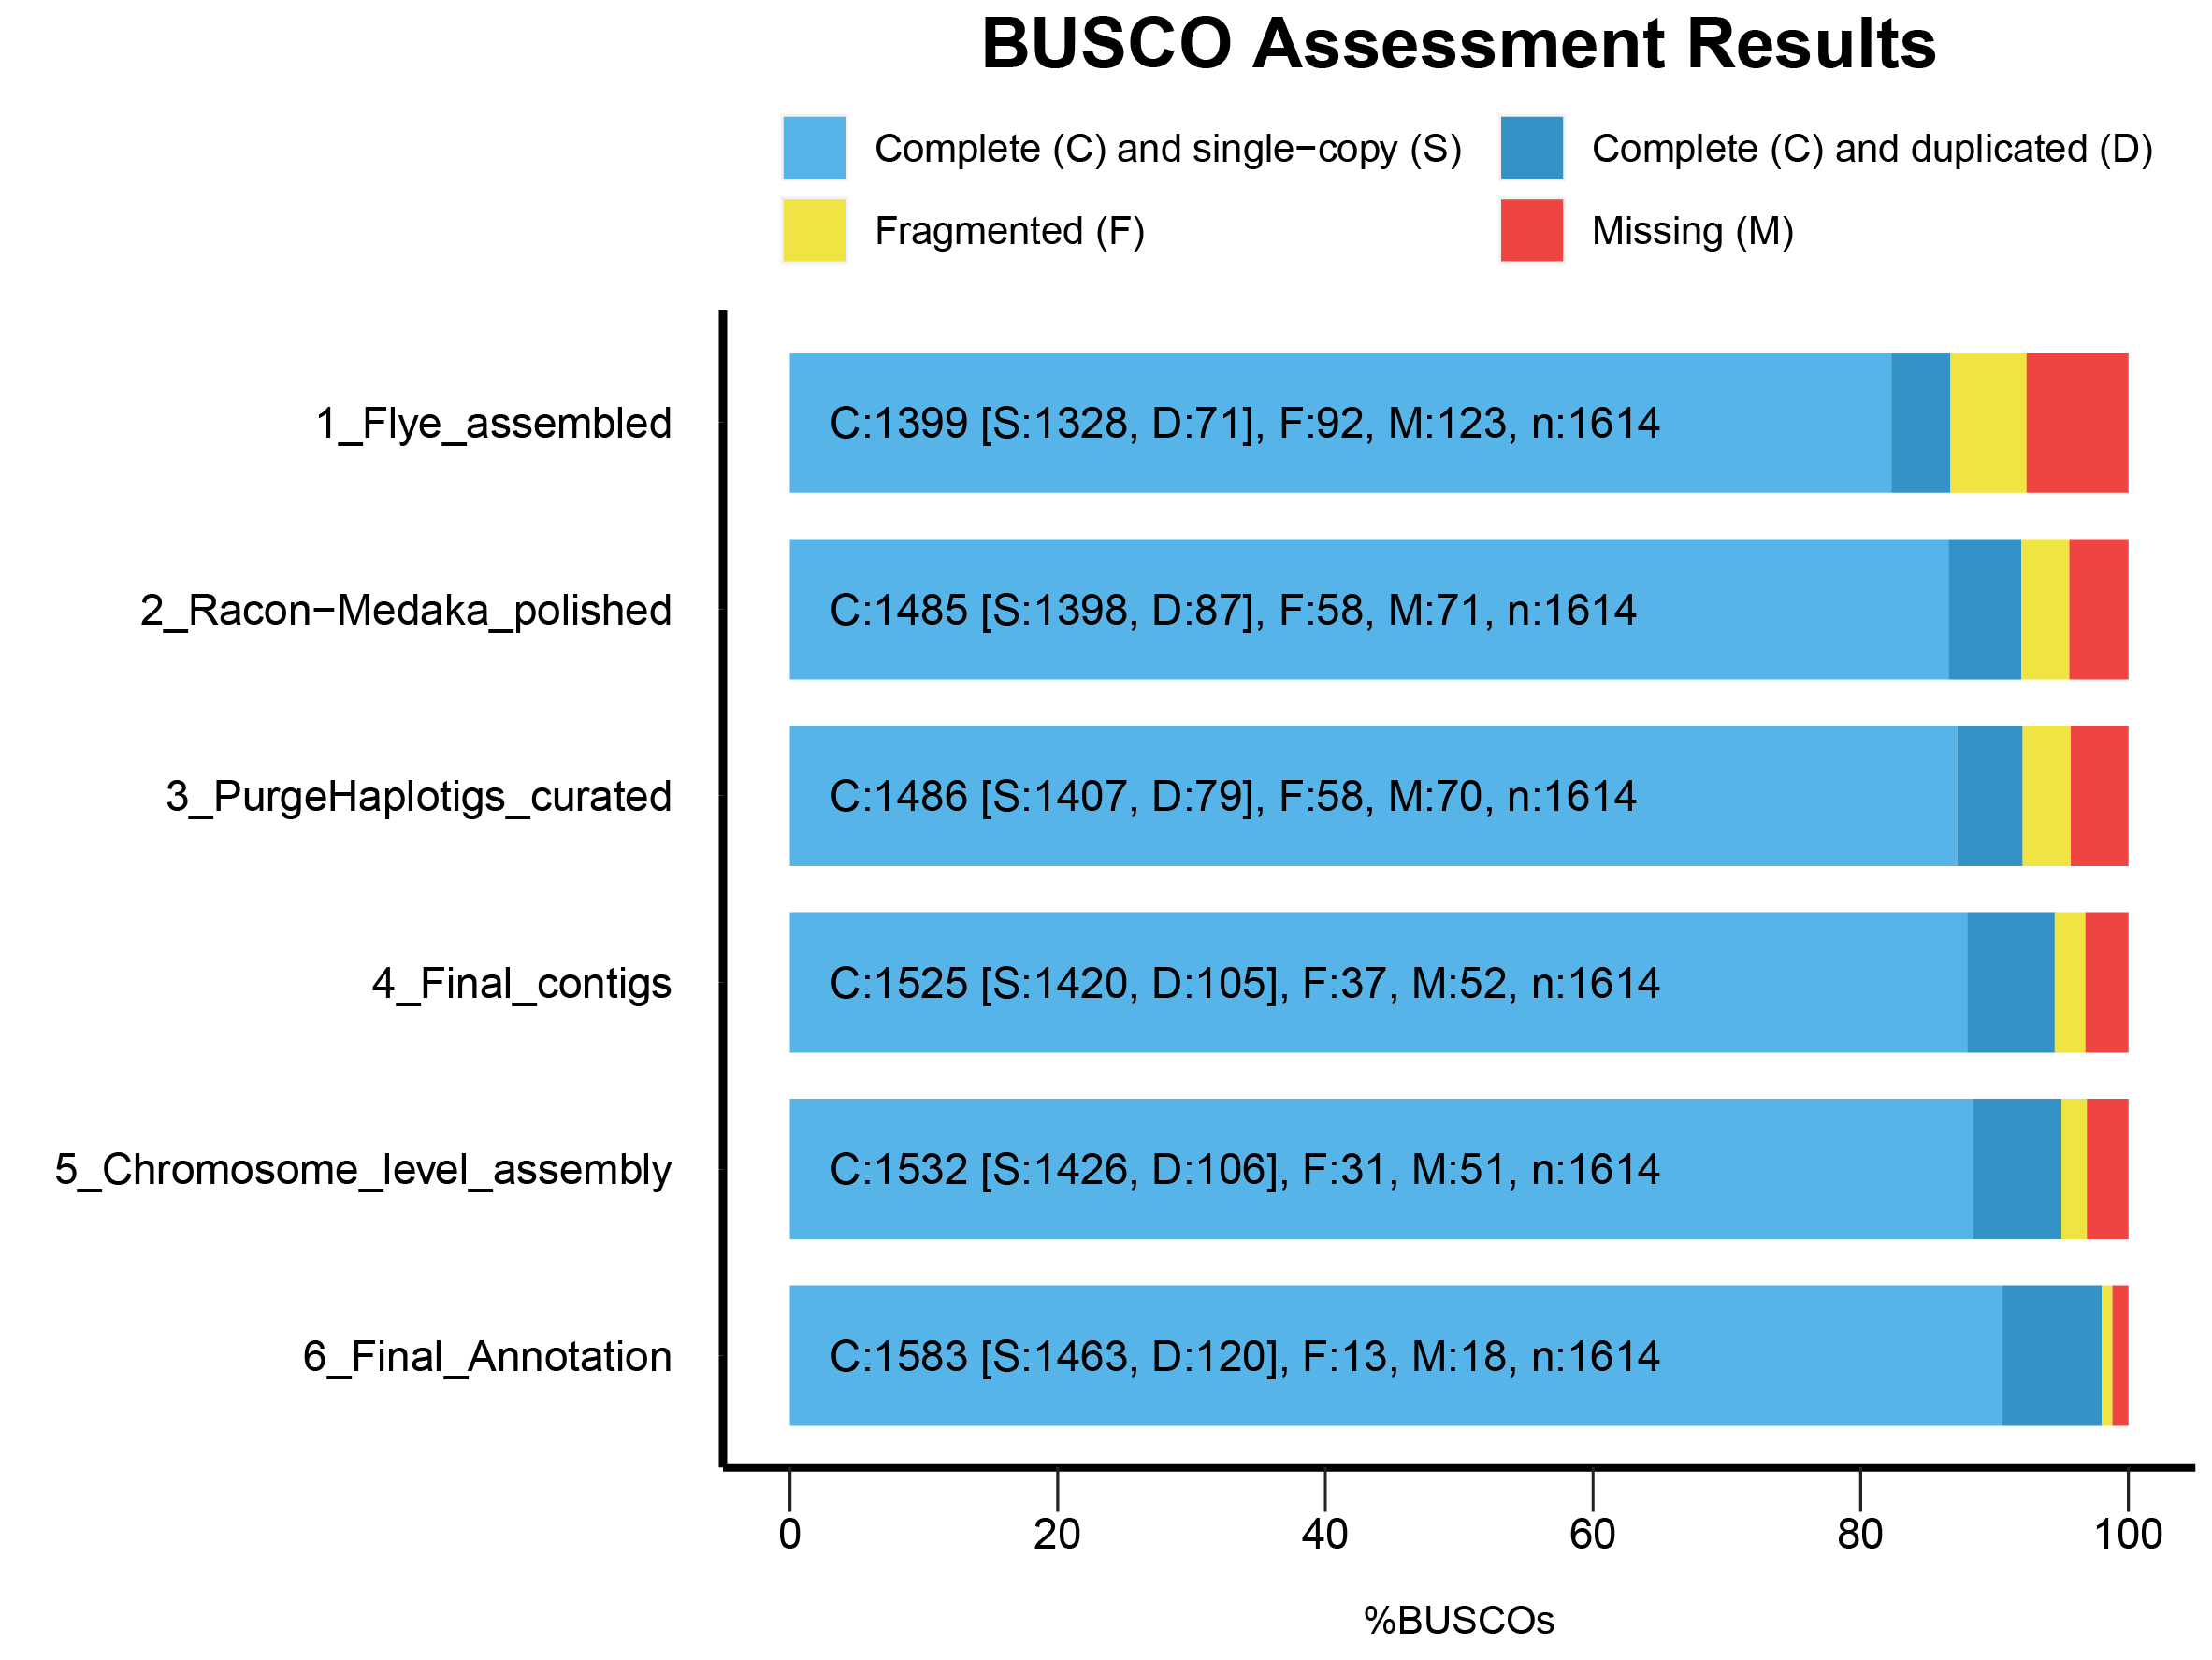 BUSCO Assessment Results
Complete (C) and single−copy (S)
Complete (C) and duplicated (D)
Fragmented (F)
Missing (M)
1_Flye_assembled
C:1399 [S:1328, D:71], F:92, M:123, n:1614
2_Racon−Medaka_polished
C:1485 [S:1398, D:87], F:58, M:71, n:1614
3_PurgeHaplotigs_curated
C:1486 [S:1407, D:79], F:58, M:70, n:1614
4_Final_contigs
C:1525 [S:1420, D:105], F:37, M:52, n:1614
5_Chromosome_level_assembly
C:1532 [S:1426, D:106], F:31, M:51, n:1614
6_Final_Annotation
C:1583 [S:1463, D:120], F:13, M:18, n:1614
0 20 40 60 80 100
%BUSCOs